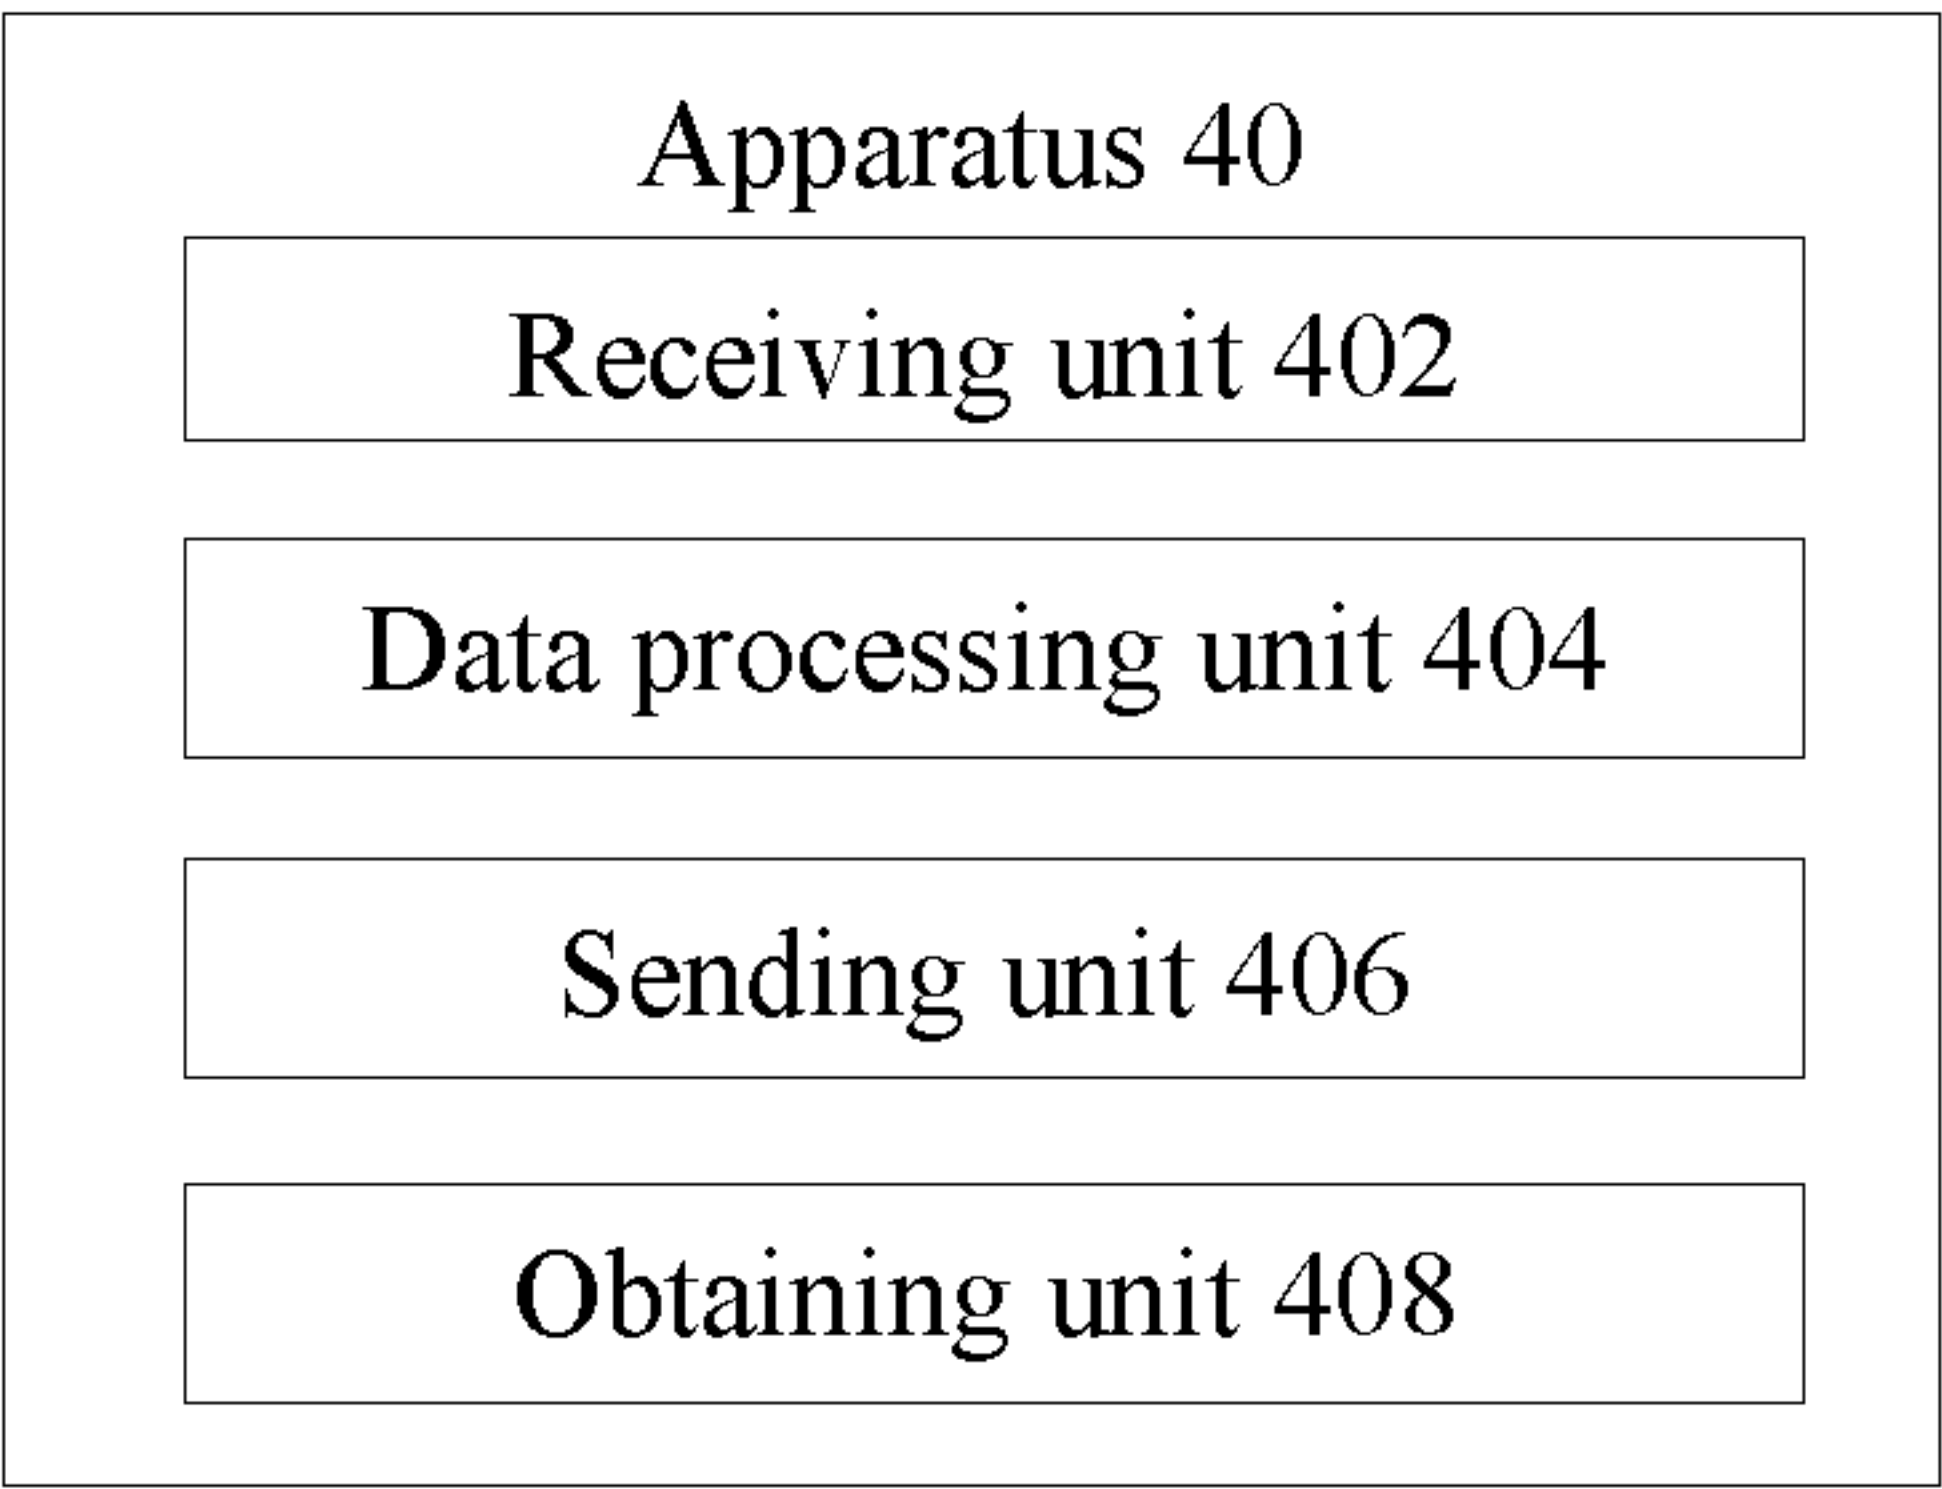 Apparatus 40
Receiving unit 402
Data processing unit 404
Sending unit 406
Obtaining unit 408